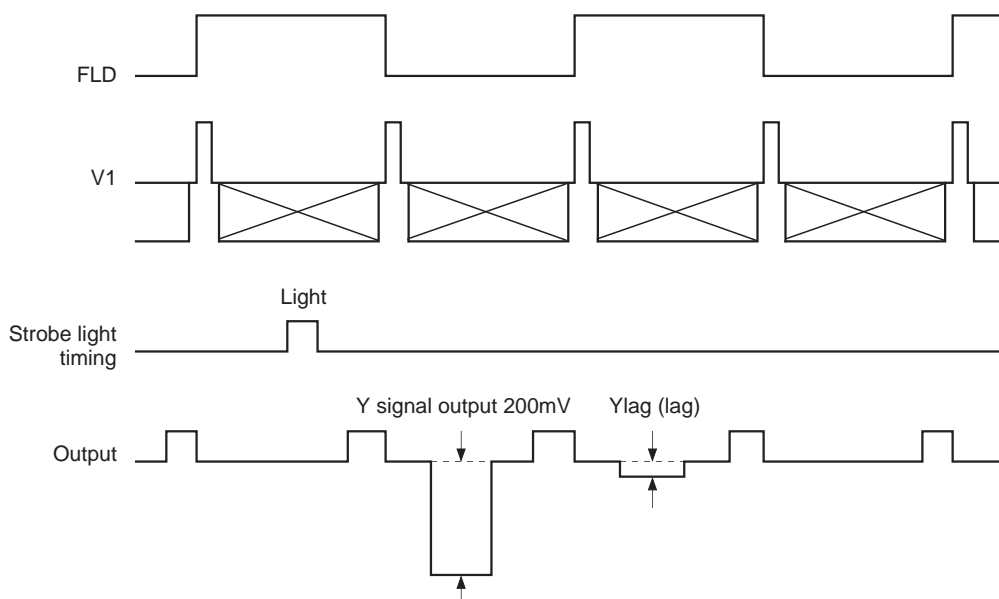 FLD
V1
Light
Strobe light
timing
Y signal output 200mV Ylag (lag)
Output